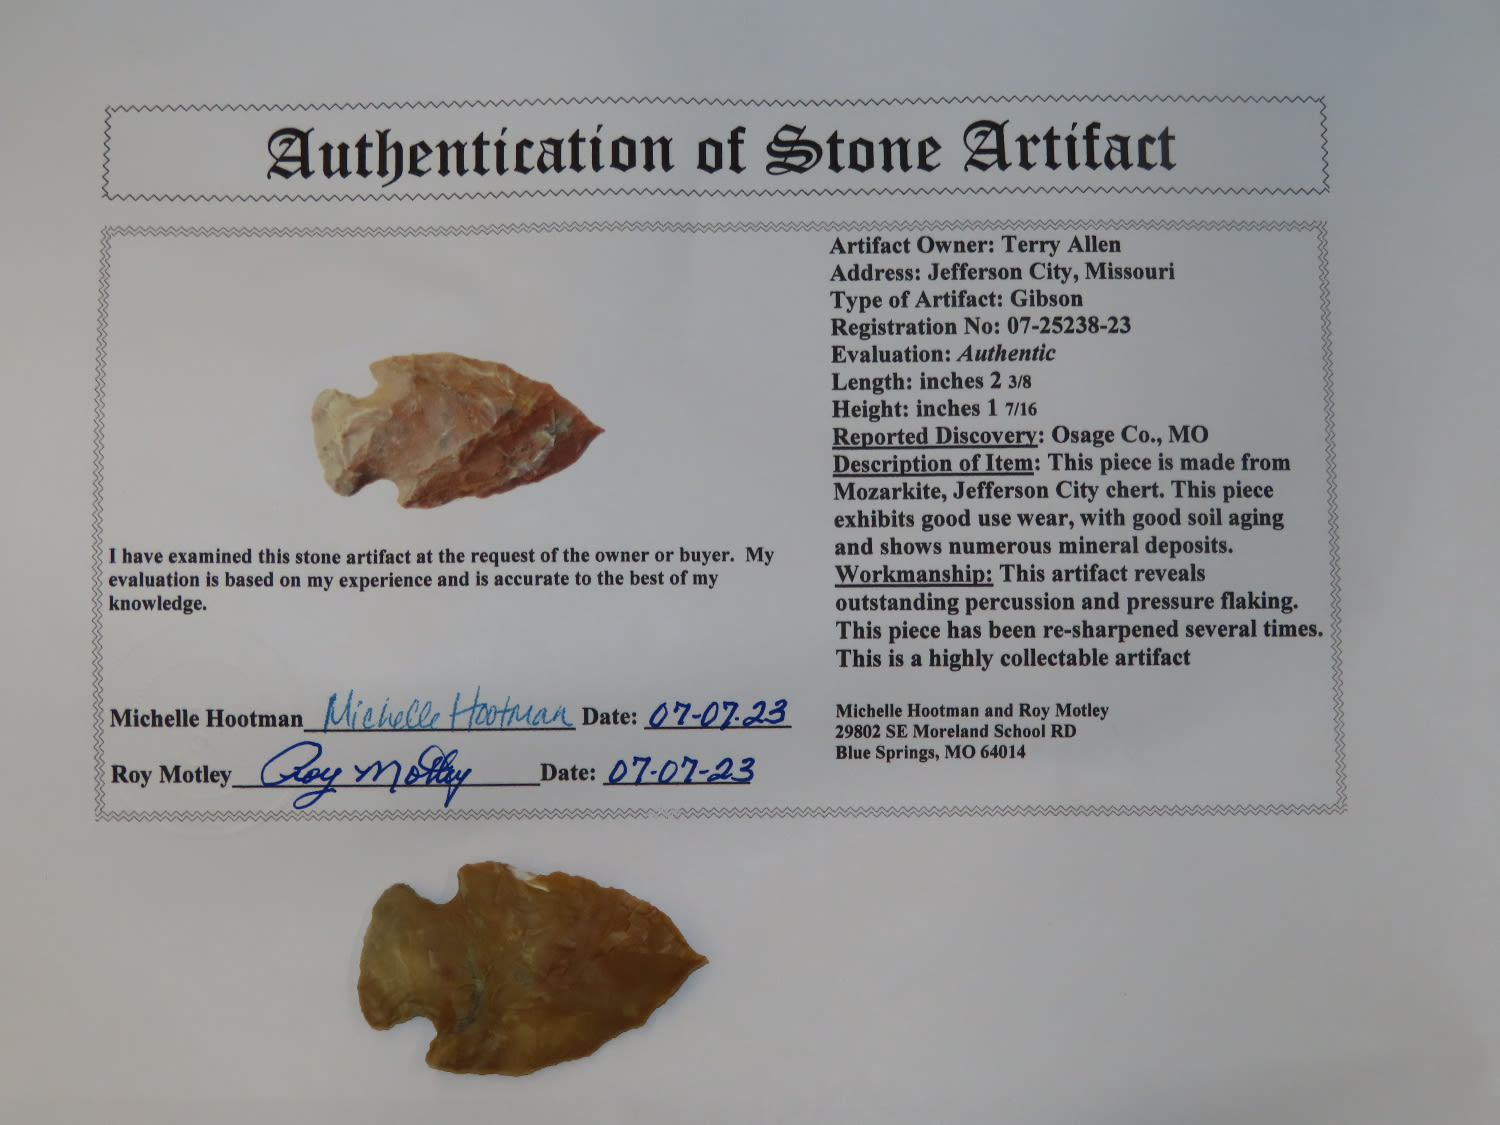 Authentication of Stone Artifact
Artifact Owner: Terry Allen
Address: Jefferson City, Missouri
Type of Artifact: Gibson
Registration No: 07-25238-23
Evaluation: Authentic
Length: inches 2 3/8
Height: inches 1 7/16
Reported Discovery: Osage Co., MO
Description of Item: This piece is made from
Mozarkite, Jefferson City chert. This piece
exhibits good use wear, with good soil aging
and shows numerous mineral deposits.
Workmanship: This artifact reveals
outstanding percussion and pressure flaking.
This piece has been re-sharpened several times.
This is a highly collectable artifact
I have examined this stone artifact at the request of the owner or buyer. My
evaluation is based on my experience and is accurate to the best of my
knowledge.
Michelle Hootman Michelle Hootman Date: 07-07-23
Roy Motley Roy Motley Date: 07-07-23
Michelle Hootman and Roy Motley
29802 SE Moreland School RD
Blue Springs, MO 64014